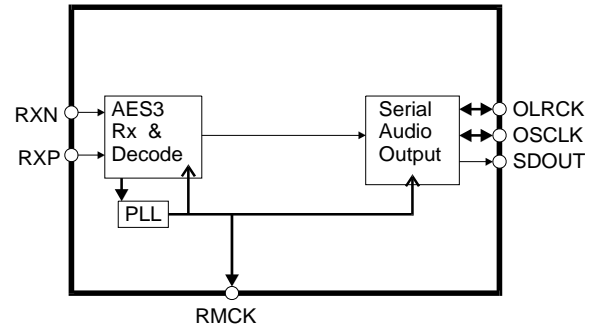 RXN
RXP
AES3
Rx &
Decode
PLL
Serial
Audio
Output
OLRCK
OSCLK
SDOUT
RMCK